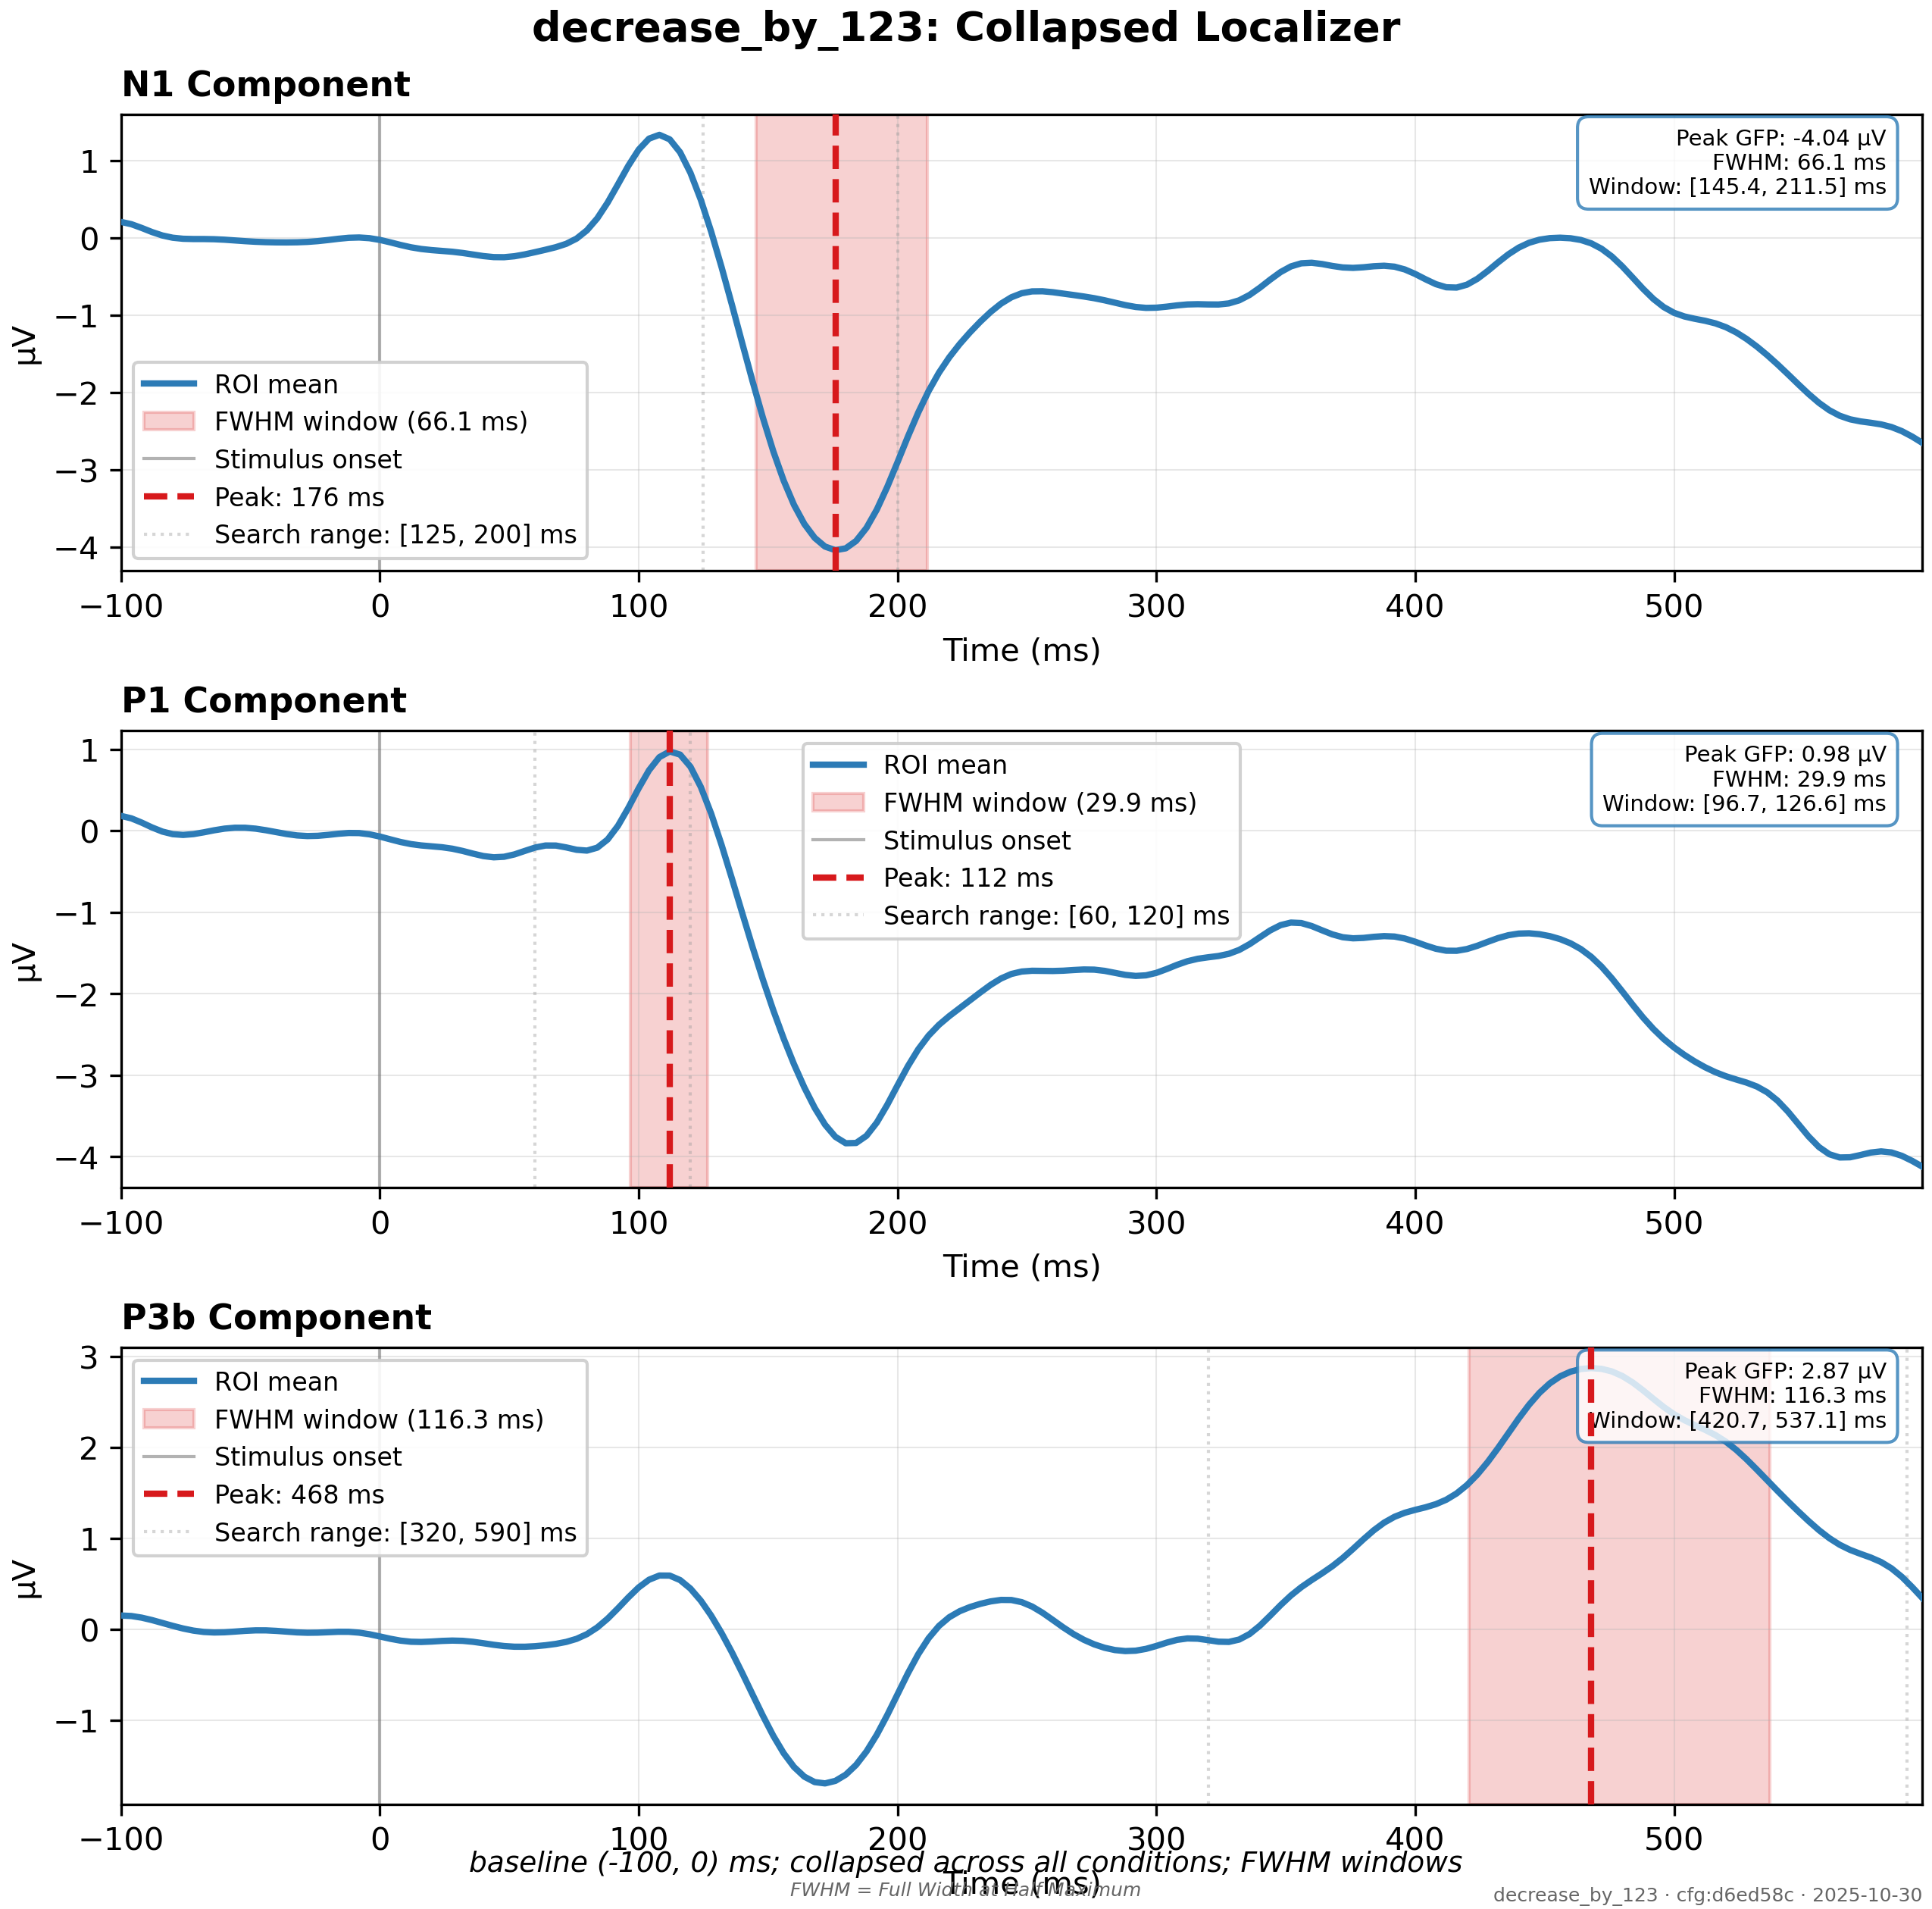 decrease_by_123: Collapsed Localizer
N1 Component
Peak GFP: -4.04 µV
FWHM: 66.1 ms
Window: [145.4, 211.5] ms
1
0
−1
−2
−3
−4
µV
ROI mean
FWHM window (66.1 ms)
Stimulus onset
Peak: 176 ms
Search range: [125, 200] ms
−100 0 100 200 300 400 500
Time (ms)
P1 Component
Peak GFP: 0.98 µV
FWHM: 29.9 ms
Window: [96.7, 126.6] ms
1
0
−1
−2
−3
−4
µV
ROI mean
FWHM window (29.9 ms)
Stimulus onset
Peak: 112 ms
Search range: [60, 120] ms
−100 0 100 200 300 400 500
Time (ms)
P3b Component
Peak GFP: 2.87 µV
FWHM: 116.3 ms
Window: [420.7, 537.1] ms
3
2
1
0
−1
µV
ROI mean
FWHM window (116.3 ms)
Stimulus onset
Peak: 468 ms
Search range: [320, 590] ms
−100 0 100 200 300 400 500
baseline (-100, 0) ms; collapsed across all conditions; FWHM windows
Time (ms)
FWHM = Full Width at Half Maximum
decrease_by_123 · cfg:d6ed58c · 2025-10-30